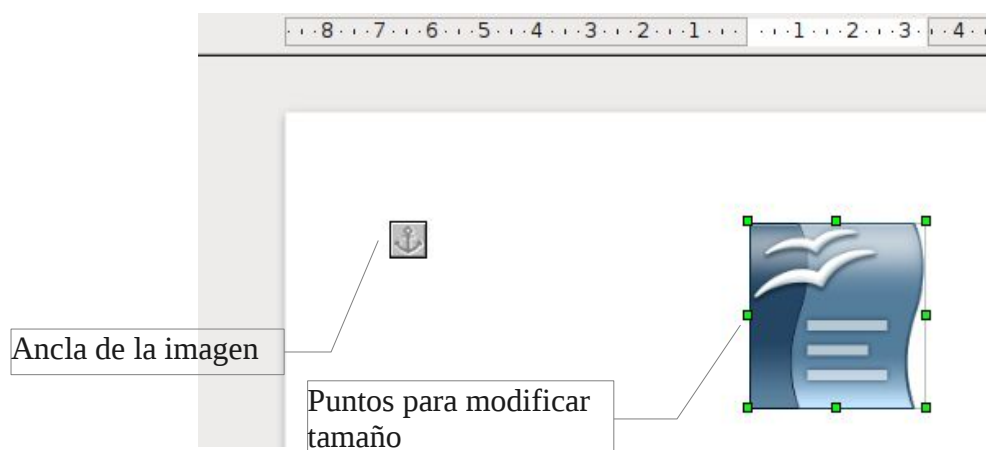 8 7 6 5 4 3 2 1 1 2 3 4
Ancla de la imagen
Puntos para modificar
tamaño